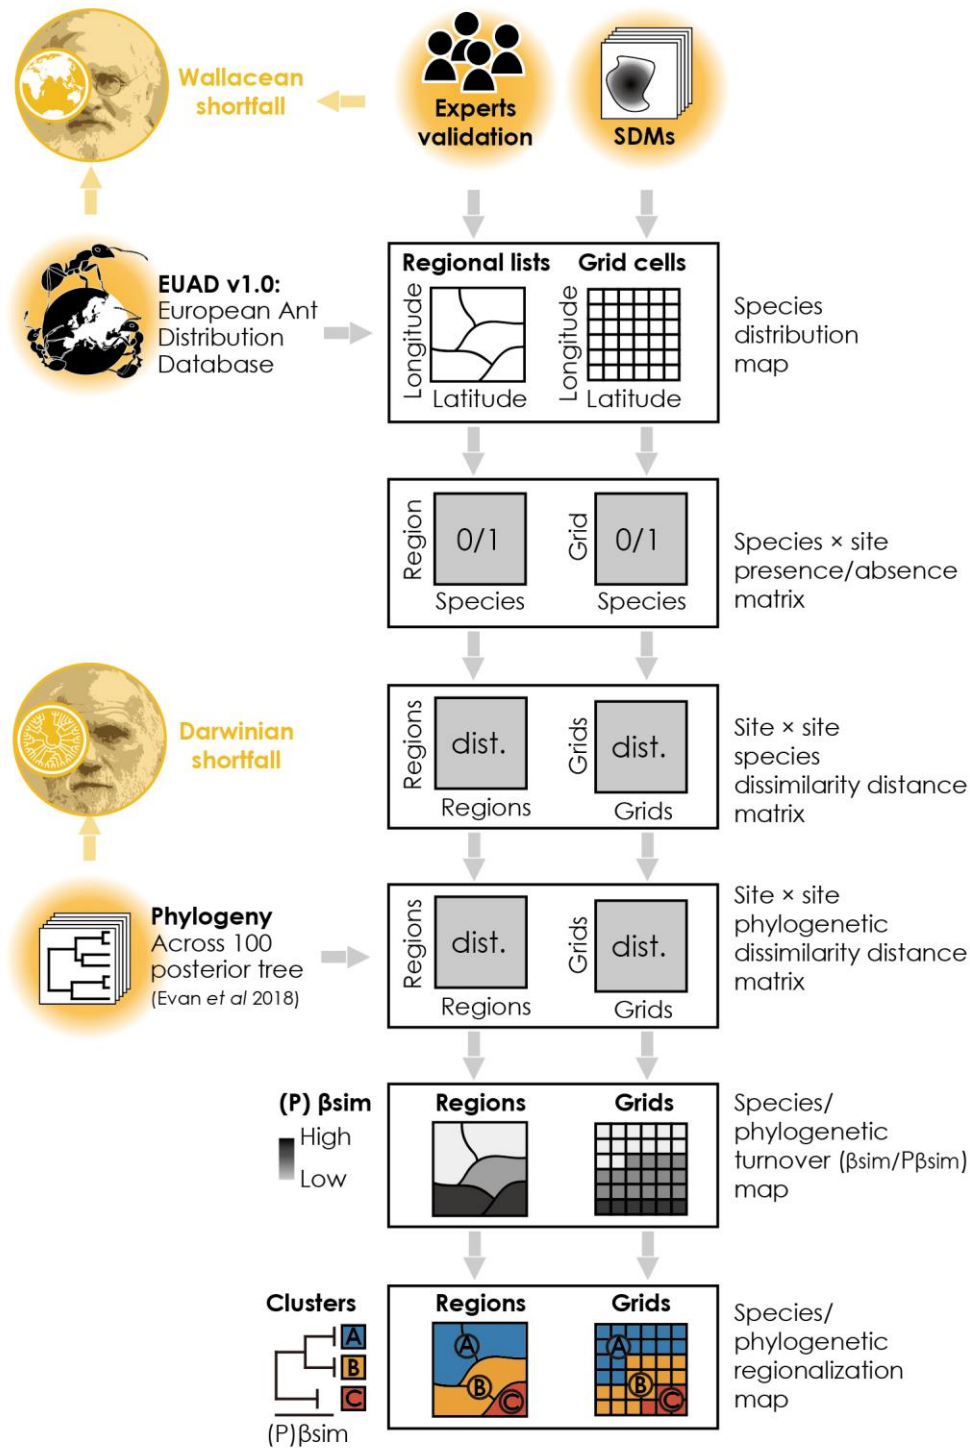 Wallacean
shortfall
Experts
validation
SDMs
EUAD v1.0:
European Ant
Distribution
Database
Regional lists
Grid cells
Longitude
Latitude
Longitude
Latitude
Species
distribution
map
Region
0/1
Species
Grid
0/1
Species
Species × site
presence/absence
matrix
Darwinian
shortfall
Regions
dist.
Regions
Grids
dist.
Grids
Site × site
species
dissimilarity distance
matrix
Phylogeny
Across 100
posterior tree
(Evan et al 2018)
Regions
dist.
Regions
Grids
dist.
Grids
Site × site
phylogenetic
dissimilarity distance
matrix
(P) βsim
High
Low
Regions
Grids
Species/
phylogenetic
turnover (βsim/Pβsim)
map
Clusters
A
B
C
(P)βsim
Regions
A
B
C
Grids
A
B
C
Species/
phylogenetic
regionalization
map